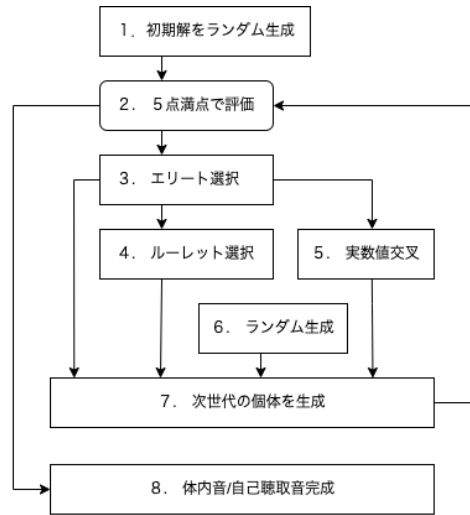 1. 初期解をランダム生成
2. 5点満点で評価
3. エリート選択
4. ルーレット選択
5. 実数値交叉
6. ランダム生成
7. 次世代の個体を生成
8. 体内音/自己聴取音完成